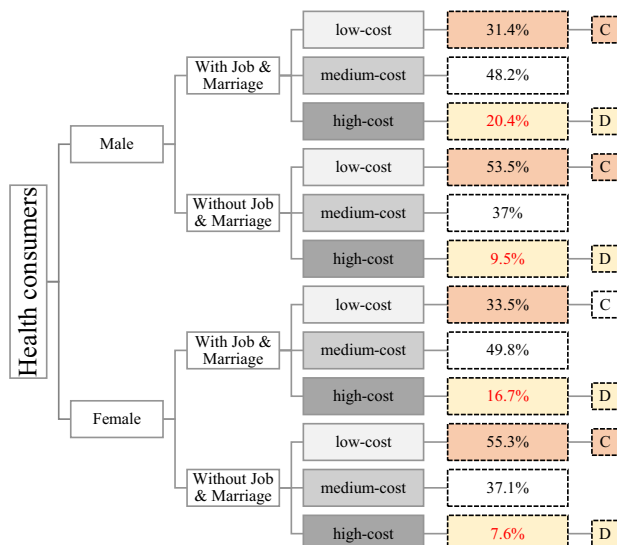 Health consumers
Male
With Job &
Marriage
low-cost
31.4%
C
medium-cost
48.2%
high-cost
20.4%
D
Without Job
& Marriage
low-cost
53.5%
C
medium-cost
37%
high-cost
9.5%
D
Female
With Job &
Marriage
low-cost
33.5%
C
medium-cost
49.8%
high-cost
16.7%
D
Without Job
& Marriage
low-cost
55.3%
C
medium-cost
37.1%
high-cost
7.6%
D